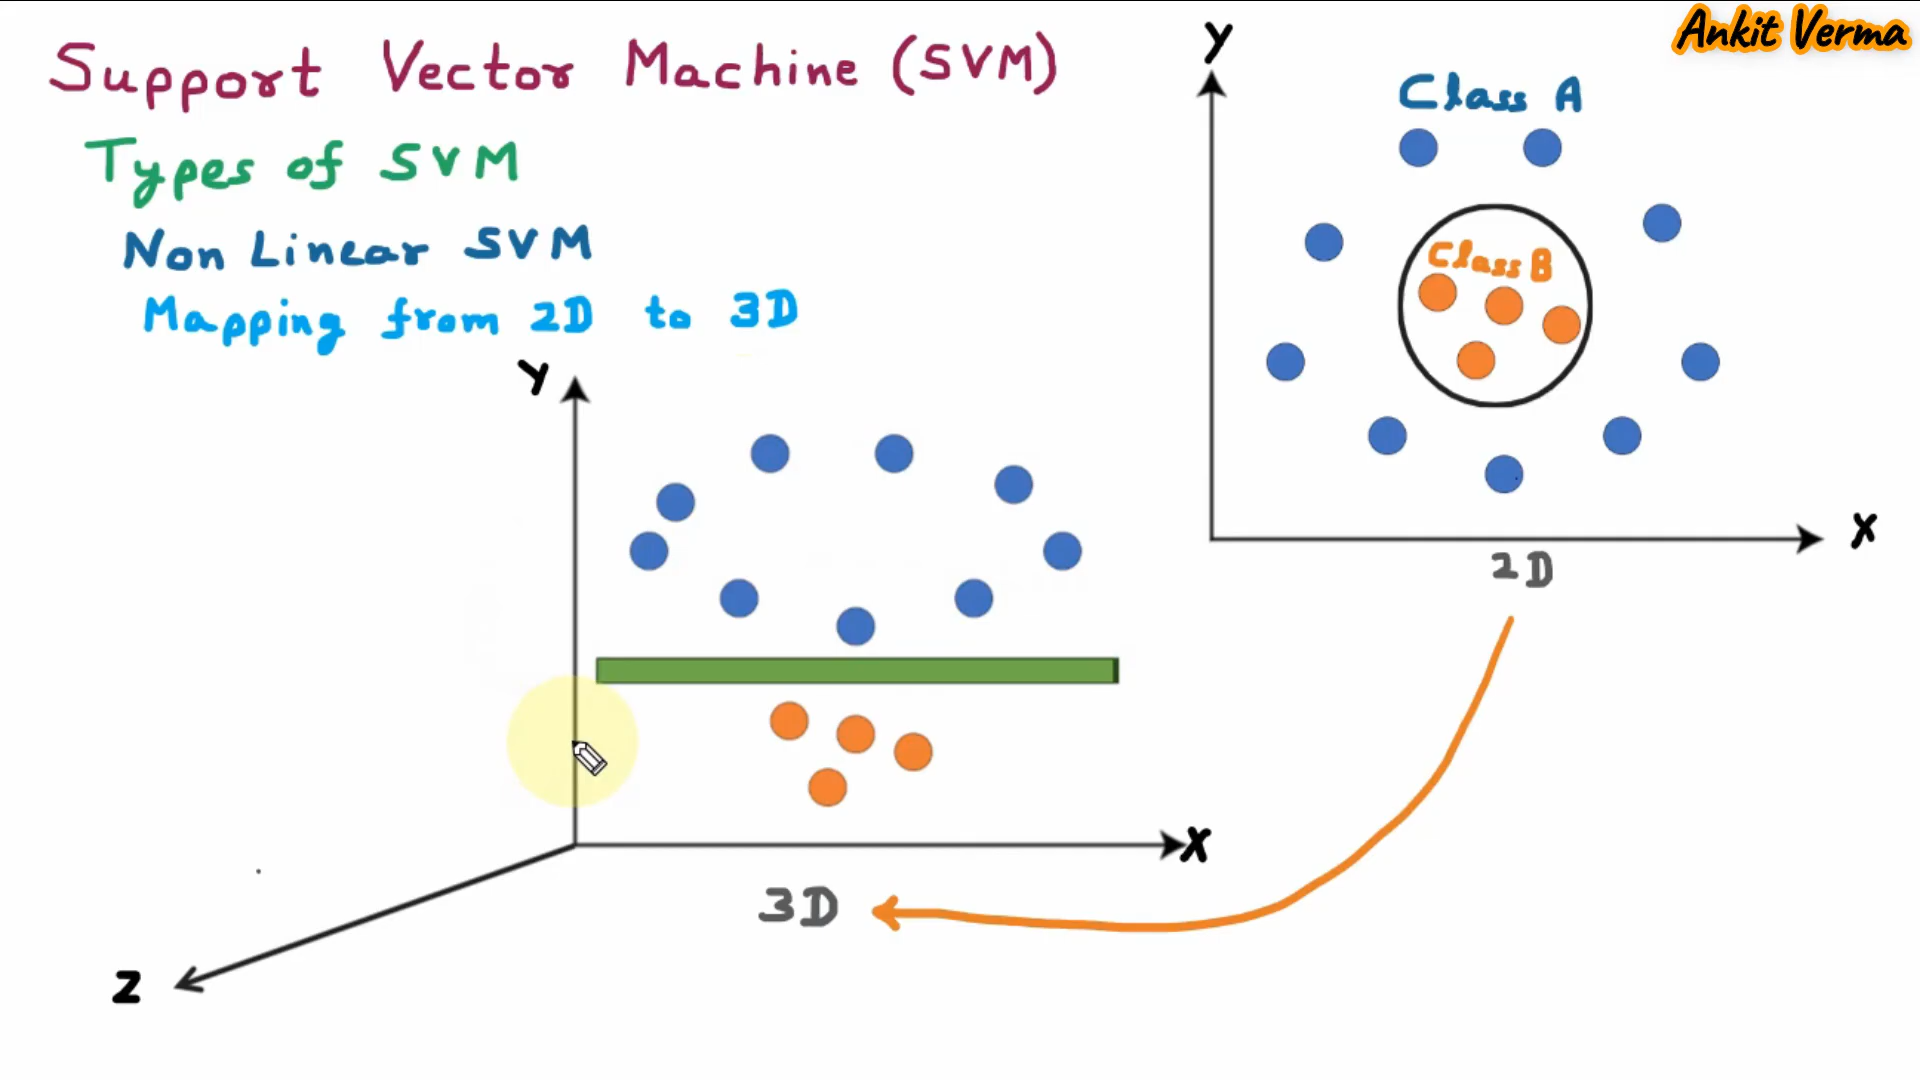 Support Vector Machine (SVM)
Types of SVM
Non Linear SVM
Mapping from 2D to 3D
Ankit Verma
Y
Class A
Class B
X
2D
Y
X
3D
Z